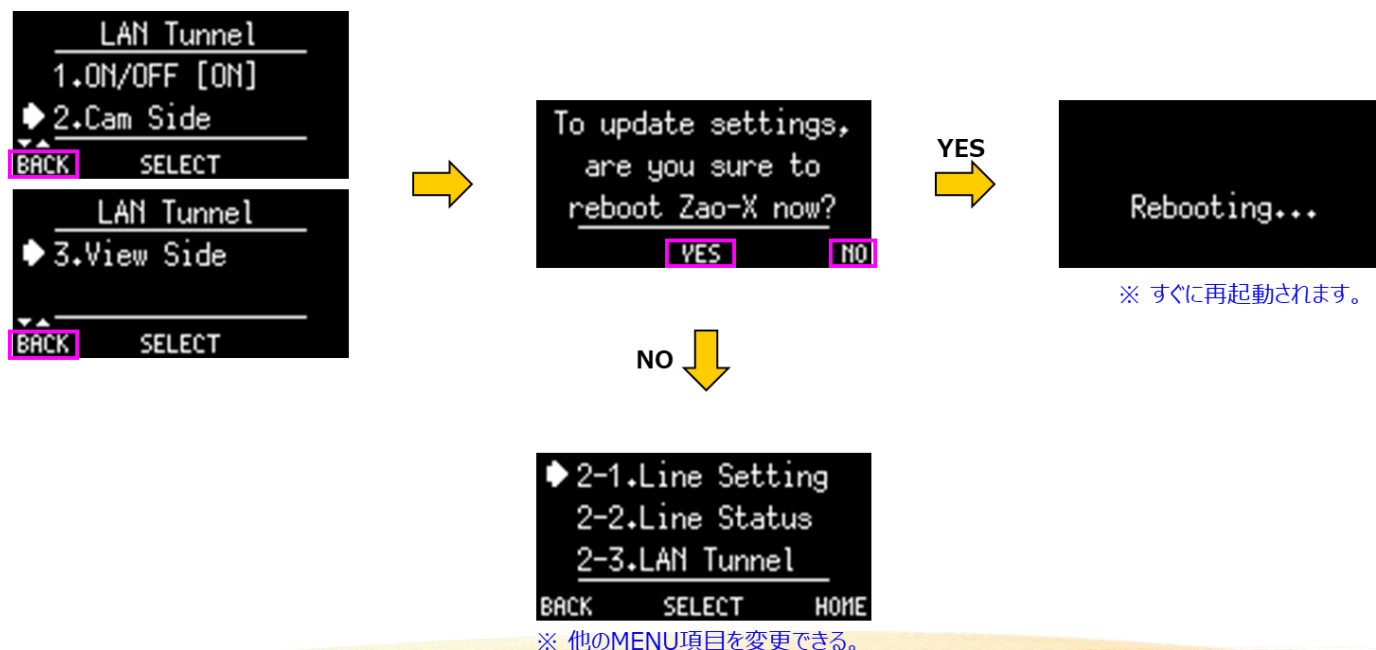 LAN Tunnel
1.ON/OFF [ON]
2.Cam Side
BACK SELECT
LAN Tunnel
3.View Side
BACK SELECT
To update settings,
are you sure to
reboot Zao-X now?
YES NO
YES
Rebooting...
※ すぐに再起動されます。
NO
2-1.Line Setting
2-2.Line Status
2-3.LAN Tunnel
BACK SELECT HOME
※ 他のMENU項目を変更できる。